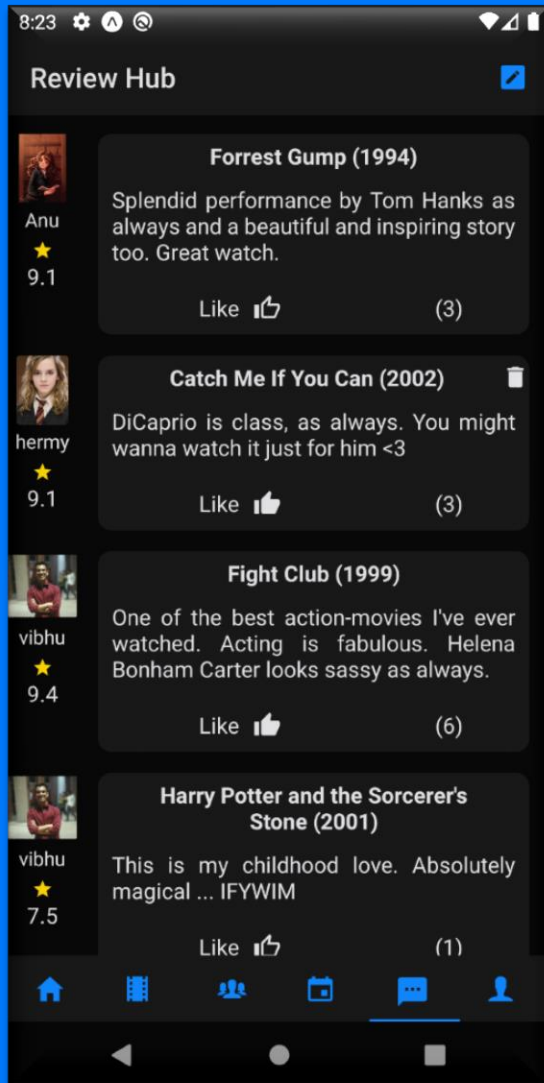 8:23
Review Hub
Forrest Gump (1994)
Splendid performance by Tom Hanks as
always and a beautiful and inspiring story
too. Great watch.
Anu
9.1
Like (3)
Catch Me If You Can (2002)
DiCaprio is class, as always. You might
wanna watch it just for him <3
hermy
9.1
Like (3)
Fight Club (1999)
One of the best action-movies I've ever
watched. Acting is fabulous. Helena
Bonham Carter looks sassy as always.
vibhu
9.4
Like (6)
Harry Potter and the Sorcerer's
Stone (2001)
This is my childhood love. Absolutely
magical ... IFYWIM
vibhu
7.5
Like (1)